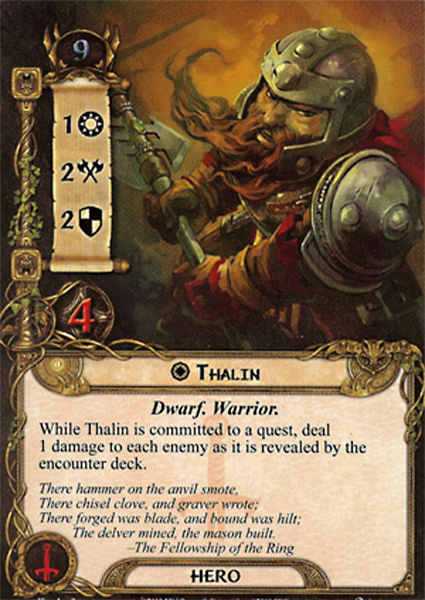 9
1
2
2
4
THALIN
Dwarf. Warrior.
While Thalin is committed to a quest, deal
1 damage to each enemy as it is revealed by the
encounter deck.
There hammer on the anvil smote,
There chisel clove, and graver wrote;
There forged was blade, and bound was hilt;
The delver mined, the mason built.
–The Fellowship of the Ring
HERO